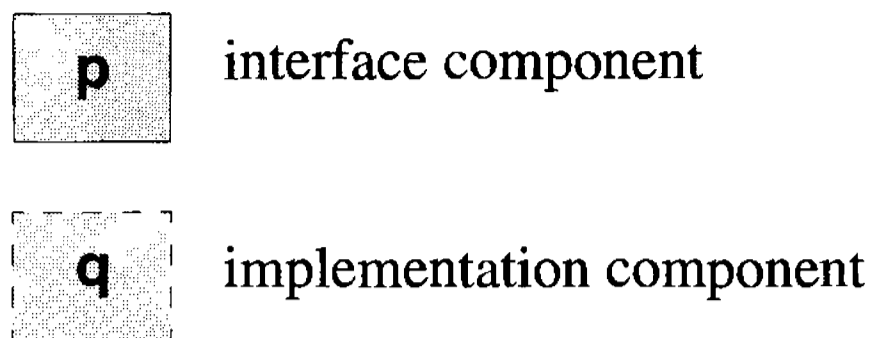 p interface component
q implementation component